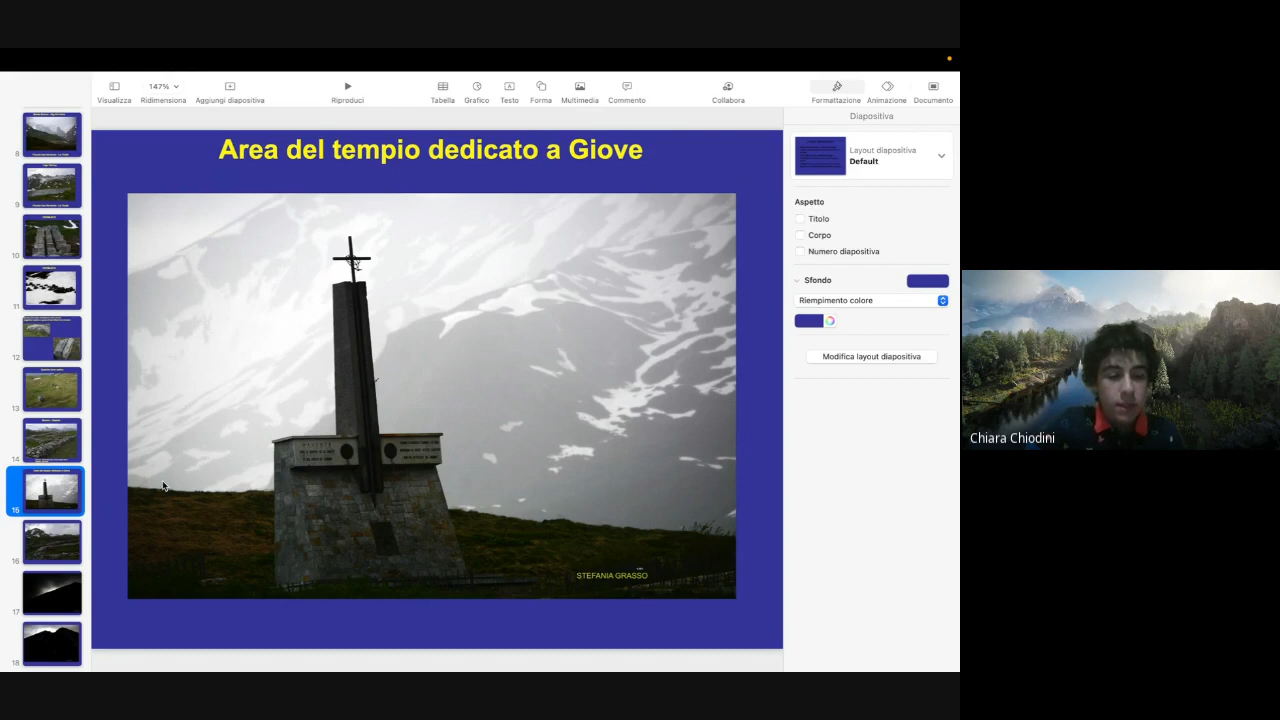 147%
Visualizza
Ridimensiona
Aggiungi diapositiva
Riproduci
Tabella
Grafico
Testo
Forma
Multimedia
Commento
Collabora
Formattazione
Animazione
Documento
Diapositiva
8
9
10
11
12
13
14
15
16
17
18
Area del tempio dedicato a Giove
STEFANIA GRASSO
Layout diapositiva
Default
Aspetto
Titolo
Corpo
Numero diapositiva
Sfondo
Riempimento colore
Modifica layout diapositiva
Chiara Chiodini